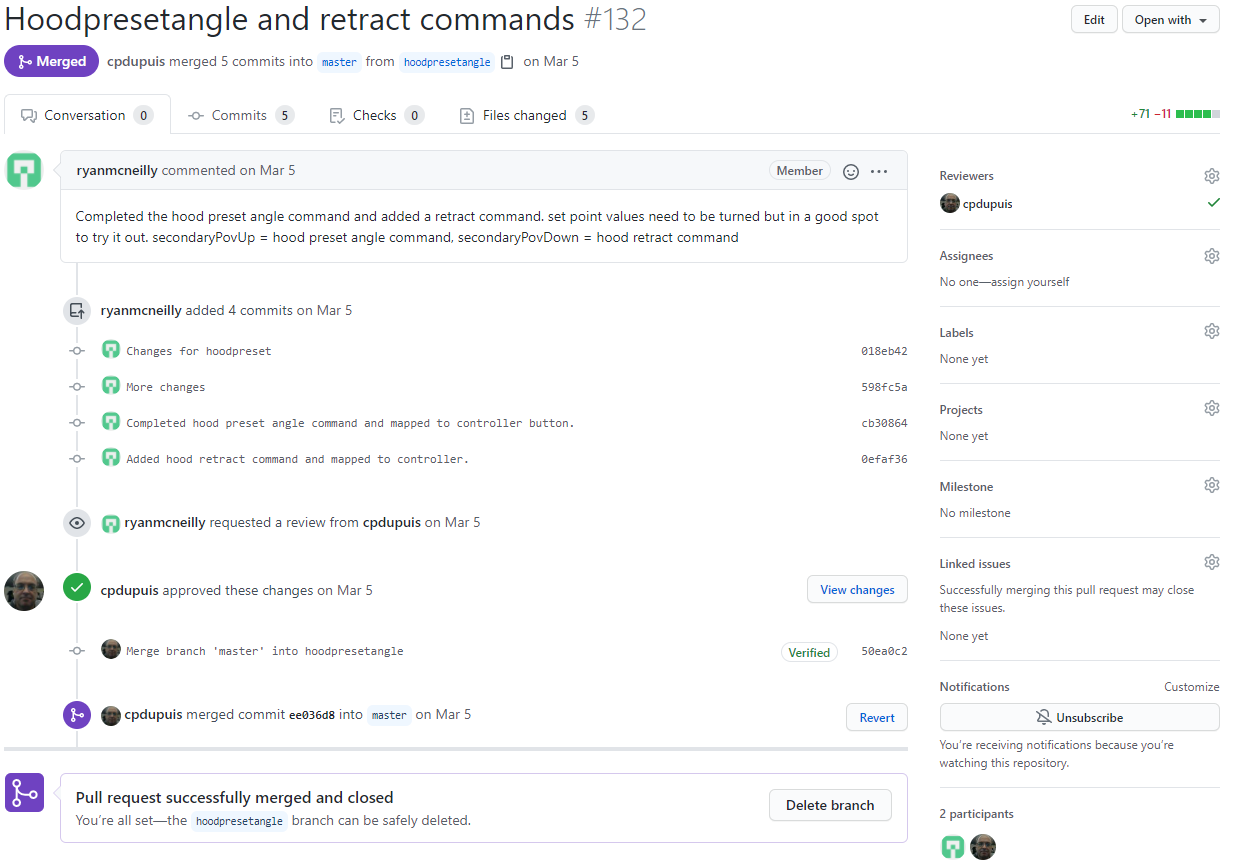 Hoodpresetangle and retract commands #132
Edit
Open with
Merged
cpdupuis merged 5 commits into master from hoodpresetangle on Mar 5
Conversation 0
Commits 5
Checks 0
Files changed 5
+71 −11
ryanmcneilly commented on Mar 5
Member
Completed the hood preset angle command and added a retract command. set point values need to be turned but in a good spot
to try it out. secondaryPovUp = hood preset angle command, secondaryPovDown = hood retract command
ryanmcneilly added 4 commits on Mar 5
Changes for hoodpreset 018eb42
More changes 598fc5a
Completed hood preset angle command and mapped to controller button. cb30864
Added hood retract command and mapped to controller. 0efaf36
ryanmcneilly requested a review from cpdupuis on Mar 5
cpdupuis approved these changes on Mar 5
View changes
Merge branch 'master' into hoodpresetangle Verified 50ea0c2
cpdupuis merged commit ee036d8 into master on Mar 5
Revert
Pull request successfully merged and closed
You're all set—the hoodpresetangle branch can be safely deleted.
Delete branch
Reviewers
cpdupuis
Assignees
No one—assign yourself
Labels
None yet
Projects
None yet
Milestone
No milestone
Linked issues
Successfully merging this pull request may close
these issues.
None yet
Notifications
Customize
Unsubscribe
You're receiving notifications because you're
watching this repository.
2 participants